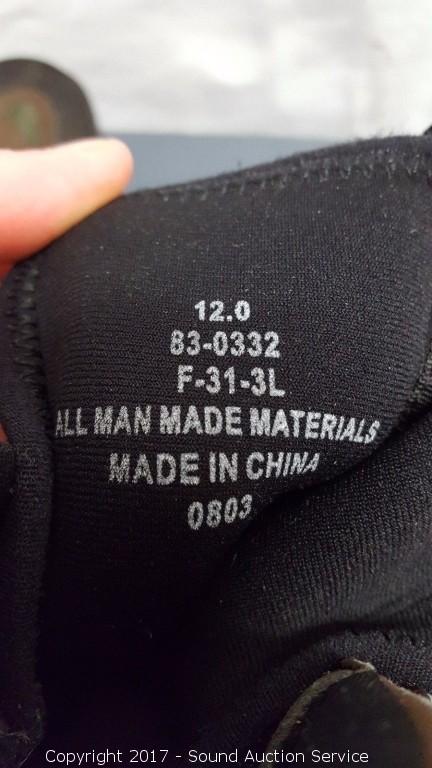 12.0
83-0332
F-31-3L
ALL MAN MADE MATERIALS
MADE IN CHINA
0803
Copyright 2017 - Sound Auction Service